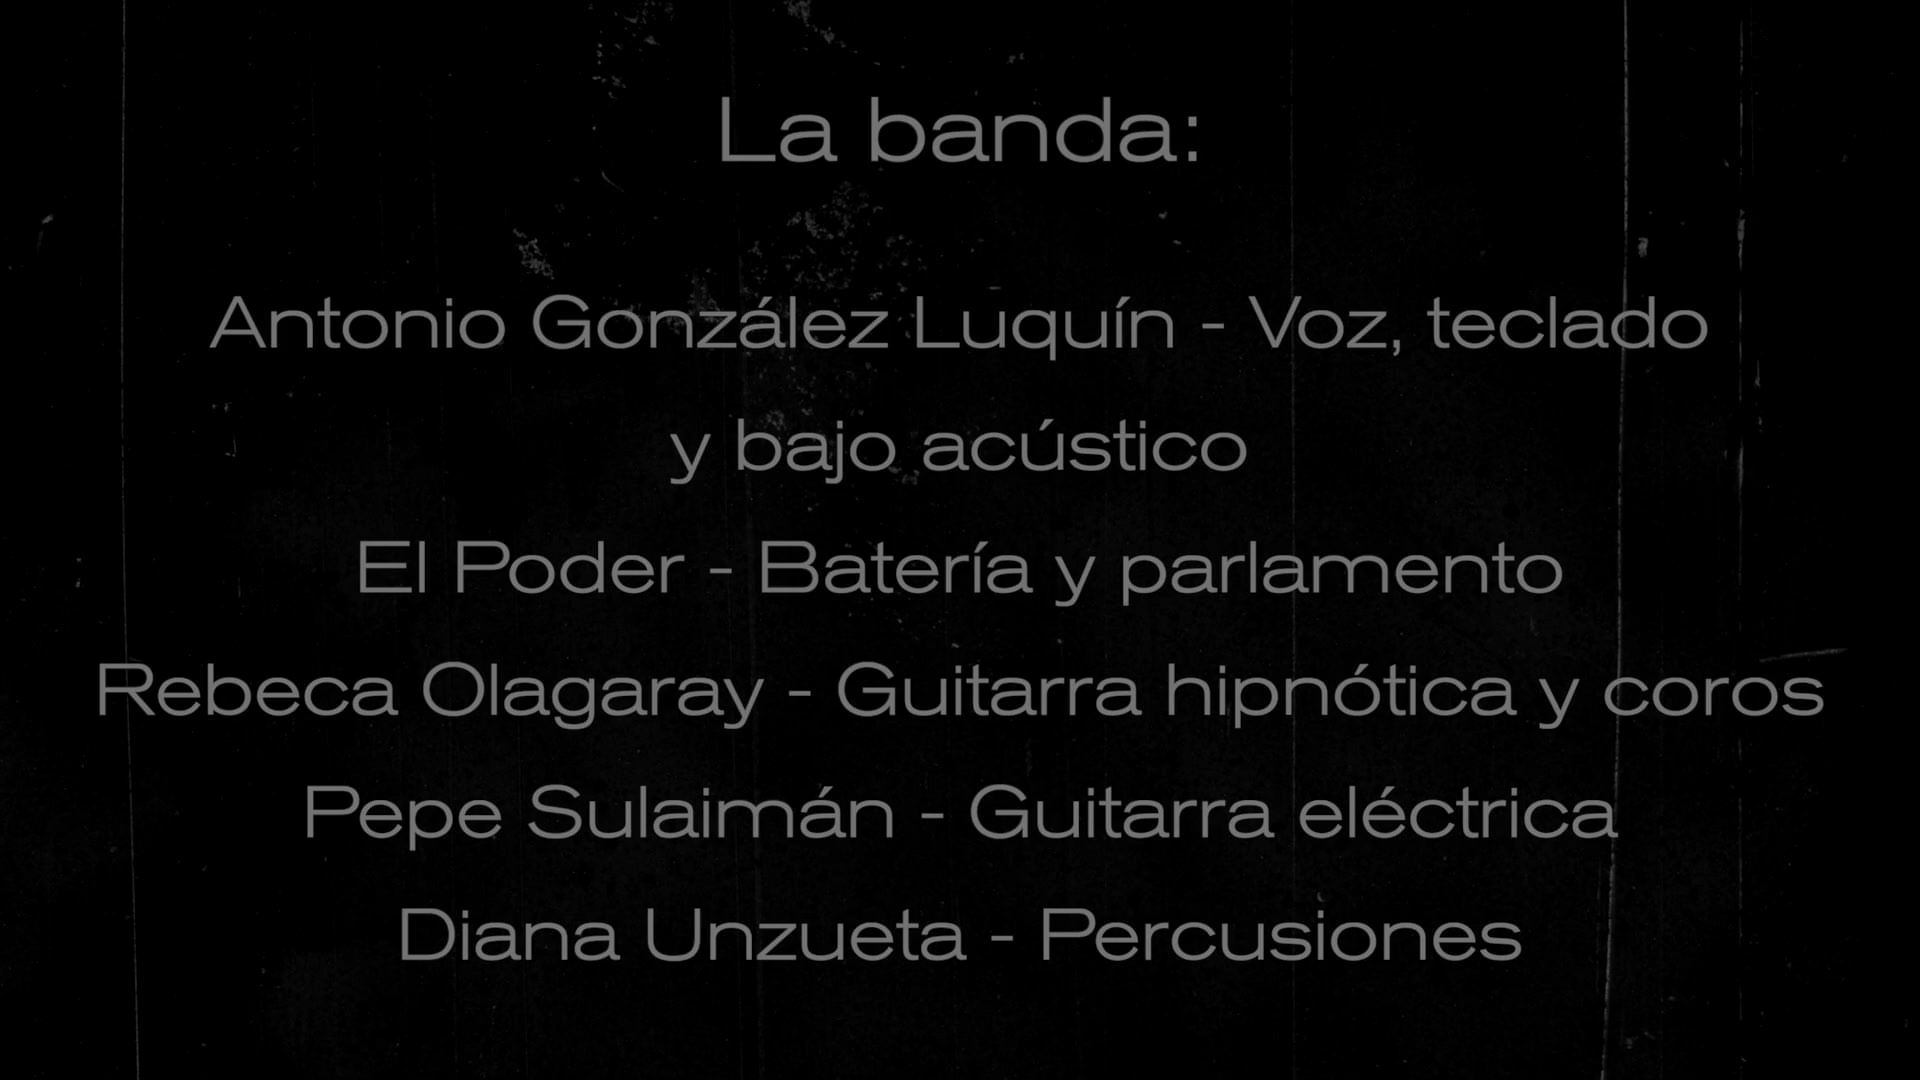 La banda:
Antonio González Luquín - Voz, teclado
y bajo acústico
El Poder - Batería y parlamento
Rebeca Olagaray - Guitarra hipnótica y coros
Pepe Sulaimán - Guitarra eléctrica
Diana Unzueta - Percusiones